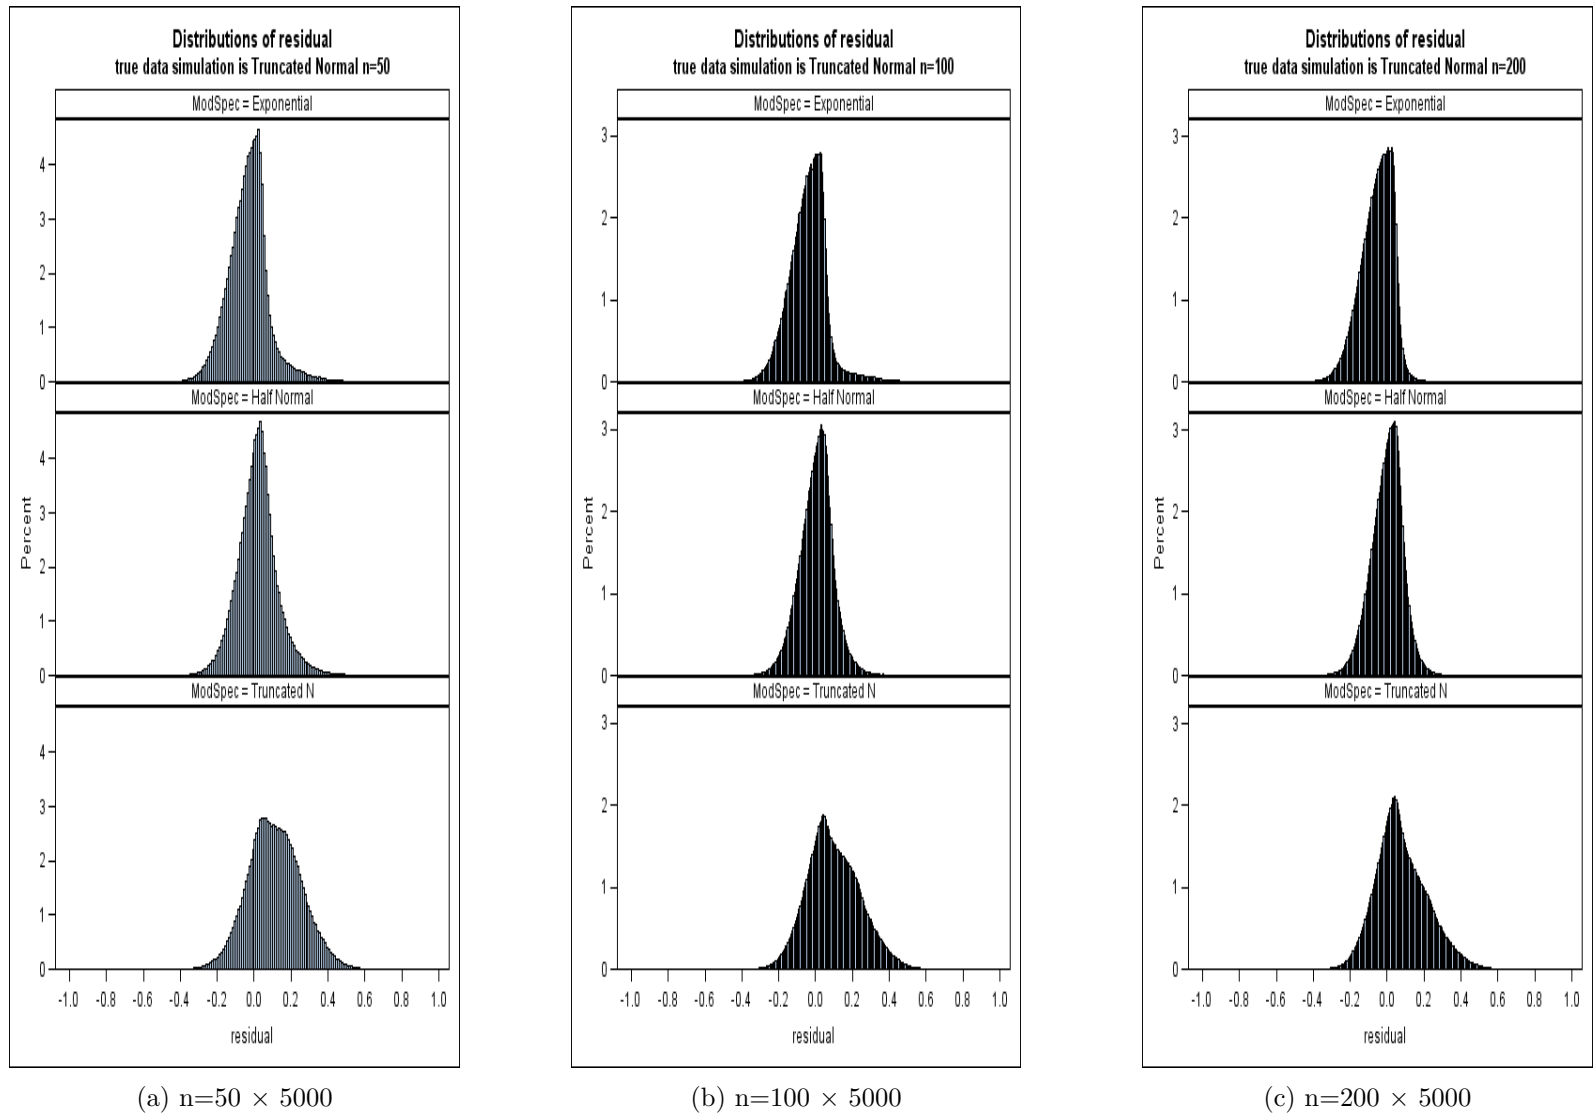 Distributions of residual
true data simulation is Truncated Normal n=50
ModSpec = Exponential
4
3
2
1
0
ModSpec = Half Normal
4
3
2
1
0
Percent
ModSpec = Truncated N
4
3
2
1
0
-1.0 -0.8 -0.6 -0.4 -0.2 0.0 0.2 0.4 0.6 0.8 1.0
residual
(a) n=50 × 5000
Distributions of residual
true data simulation is Truncated Normal n=100
ModSpec = Exponential
3
2
1
0
ModSpec = Half Normal
3
2
1
0
Percent
ModSpec = Truncated N
3
2
1
0
-1.0 -0.8 -0.6 -0.4 -0.2 0.0 0.2 0.4 0.6 0.8 1.0
residual
(b) n=100 × 5000
Distributions of residual
true data simulation is Truncated Normal n=200
ModSpec = Exponential
3
2
1
0
ModSpec = Half Normal
3
2
1
0
Percent
ModSpec = Truncated N
3
2
1
0
-1.0 -0.8 -0.6 -0.4 -0.2 0.0 0.2 0.4 0.6 0.8 1.0
residual
(c) n=200 × 5000